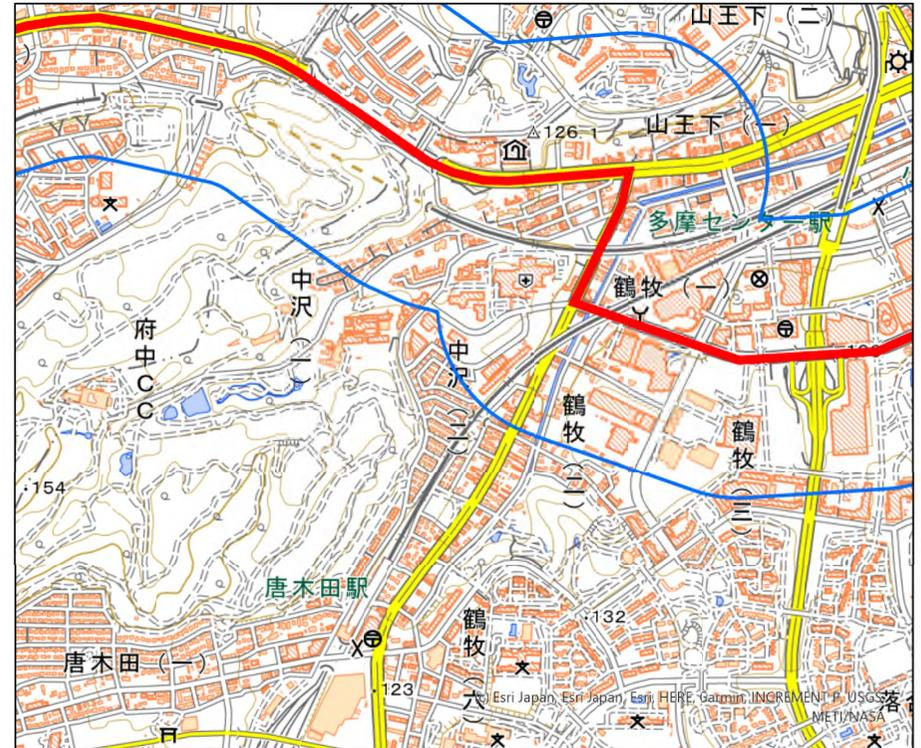 山王下(二)
126.1
山王下(一)
多摩センター駅
鶴牧(一)
中沢(一)
府中CC
中沢(二)
鶴牧(二)
鶴牧(三)
154
唐木田駅
132
鶴牧(六)
唐木田(一)
123
Esri Japan, Esri Japan, Esri, HERE, Garmin, INCREMENT P, USGS,
METI/NASA
落